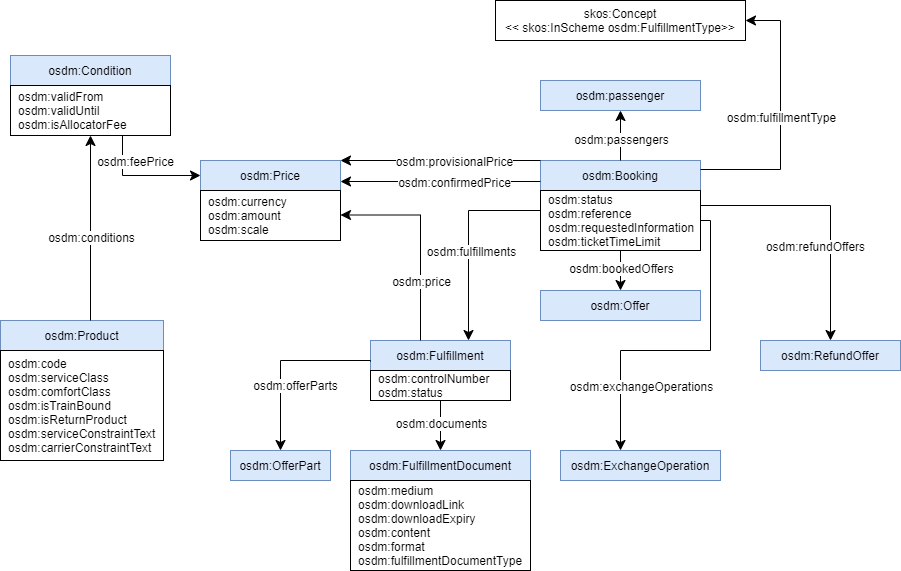 skos:Concept
<< skos:InScheme osdm:FulfillmentType>>
osdm:Condition
osdm:validFrom
osdm:validUntil
osdm:isAllocatorFee
osdm:passenger
osdm:fulfillmentType
osdm:passengers
osdm:feePrice
osdm:provisionalPrice
osdm:confirmedPrice
osdm:Price
osdm:currency
osdm:amount
osdm:scale
osdm:Booking
osdm:status
osdm:reference
osdm:requestedInformation
osdm:ticketTimeLimit
osdm:conditions
osdm:fulfillments
osdm:refundOffers
osdm:bookedOffers
osdm:price
osdm:Offer
osdm:Product
osdm:code
osdm:serviceClass
osdm:comfortClass
osdm:isTrainBound
osdm:isReturnProduct
osdm:serviceConstraintText
osdm:carrierConstraintText
osdm:Fulfillment
osdm:controlNumber
osdm:status
osdm:RefundOffer
osdm:offerParts
osdm:exchangeOperations
osdm:documents
osdm:OfferPart
osdm:FulfillmentDocument
osdm:medium
osdm:downloadLink
osdm:downloadExpiry
osdm:content
osdm:format
osdm:fulfillmentDocumentType
osdm:ExchangeOperation